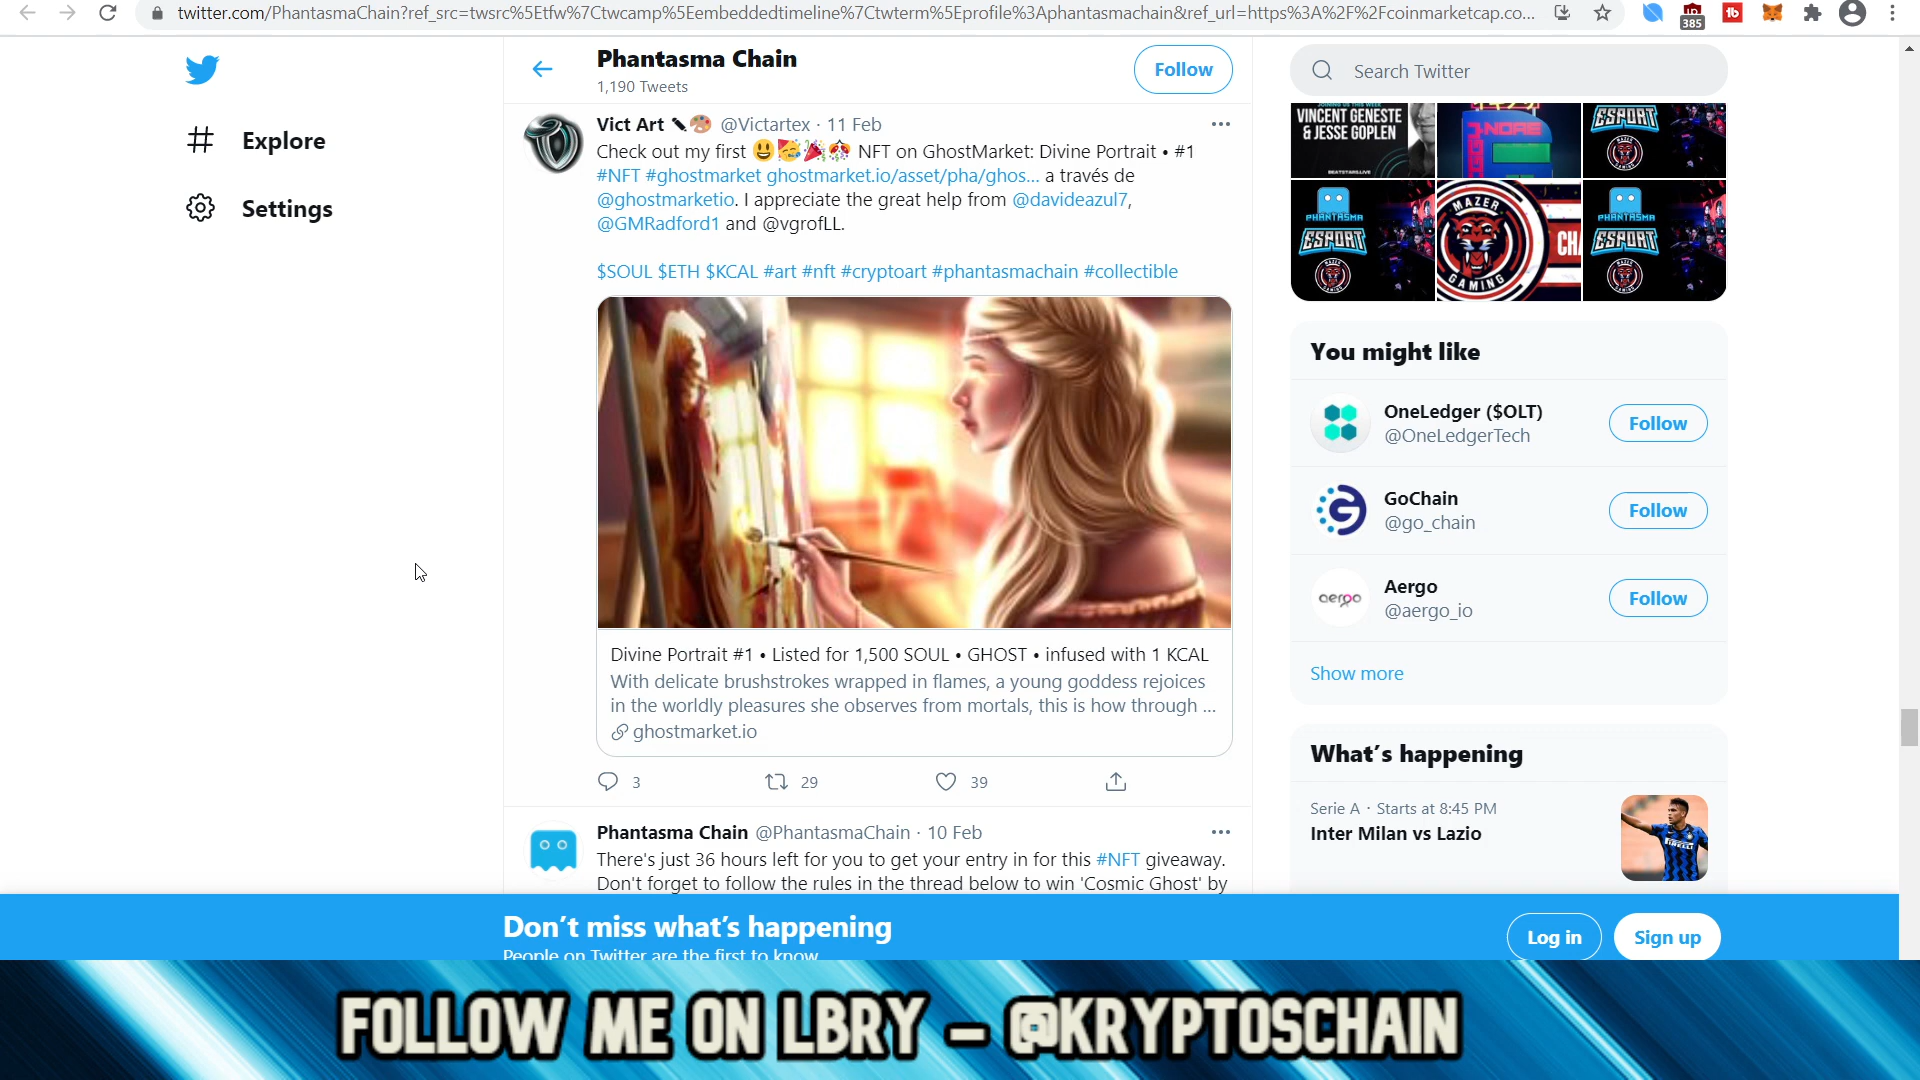 twitter.com/PhantasmaChain?ref_src=twsrc%5Etfw%7Ctwcamp%5Eembeddedtimeline%7Ctwterm%5Eprofile%3Aphantasmachain&ref_url=https%3A%2F%2Fcoinmarketcap.co...
385
Explore
Settings
Phantasma Chain
1,190 Tweets
Follow
Vict Art ✒🎨 @Victartex · 11 Feb
Check out my first 😃🥳🎉🎊 NFT on GhostMarket: Divine Portrait • #1
#NFT #ghostmarket ghostmarket.io/asset/pha/ghos... a través de
@ghostmarketio. I appreciate the great help from @davideazul7,
@GMRadford1 and @vgrofLL.
$SOUL $ETH $KCAL #art #nft #cryptoart #phantasmachain #collectible
Divine Portrait #1 • Listed for 1,500 SOUL • GHOST • infused with 1 KCAL
With delicate brushstrokes wrapped in flames, a young goddess rejoices
in the worldly pleasures she observes from mortals, this is how through ...
ghostmarket.io
3
29
39
Phantasma Chain @PhantasmaChain · 10 Feb
There's just 36 hours left for you to get your entry in for this #NFT giveaway.
Don't forget to follow the rules in the thread below to win 'Cosmic Ghost' by
Search Twitter
JOINING US THIS WEEK
VINCENT GENESTE
& JESSE GOPLEN
BEATSTARS.LIVE
ESPORT
PHANTASMA
ESPORT
MAZER
GAMING
CH
PHANTASMA
ESPORT
You might like
OneLedger ($OLT)
@OneLedgerTech
Follow
GoChain
@go_chain
Follow
aergo
Aergo
@aergo_io
Follow
Show more
What's happening
Serie A · Starts at 8:45 PM
Inter Milan vs Lazio
Don't miss what's happening
People on Twitter are the first to know.
Log in
Sign up
FOLLOW ME ON LBRY – @KRYPTOSCHAIN